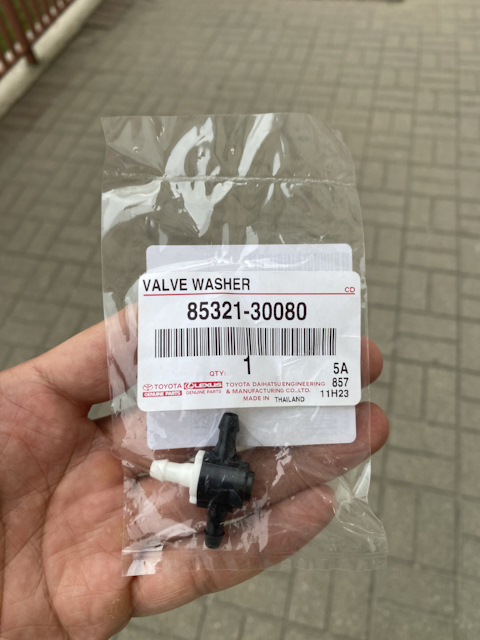 VALVE WASHER
CD
85321-30080
QTY: 1
5A
857
11H23
TOYOTA LEXUS
GENUINE PARTS GENUINE PARTS
TOYOTA DAIHATSU ENGINEERING
& MANUFACTURING CO.,LTD.
MADE IN THAILAND